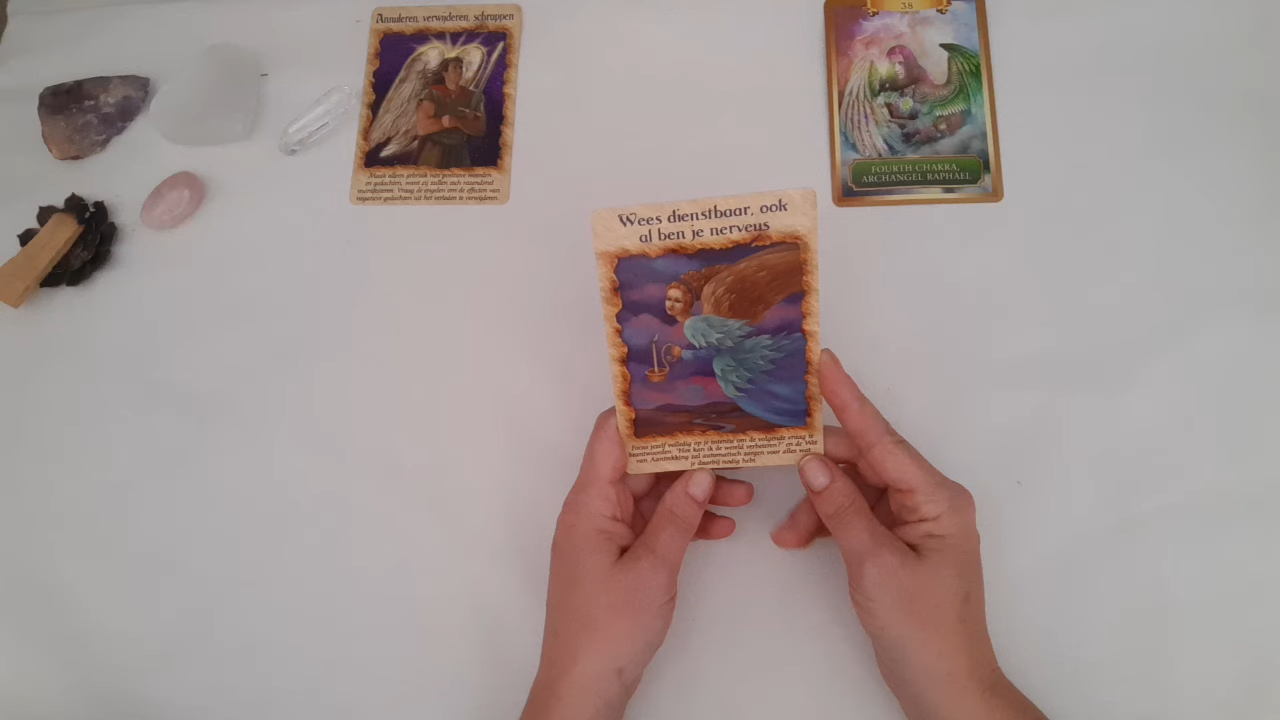 Annuleren, verwijderen, schrappen
Maak alleen gebruik van positieve woorden
en gedachten, want zij zullen zich razendsnel
manifesteren. Vraag de engelen om de effecten van
negatieve gedachten uit het verleden te verwijderen.
38
FOURTH CHAKRA,
ARCHANGEL RAPHAEL
Wees dienstbaar, ook
al ben je nerveus
Focus jezelf volledig op je intentie om de volgende vraag te
beantwoorden: "Hoe kan ik de wereld verbeteren?" en de Wet
van Aantrekking zal automatisch zorgen voor alles wat
je daarbij nodig hebt